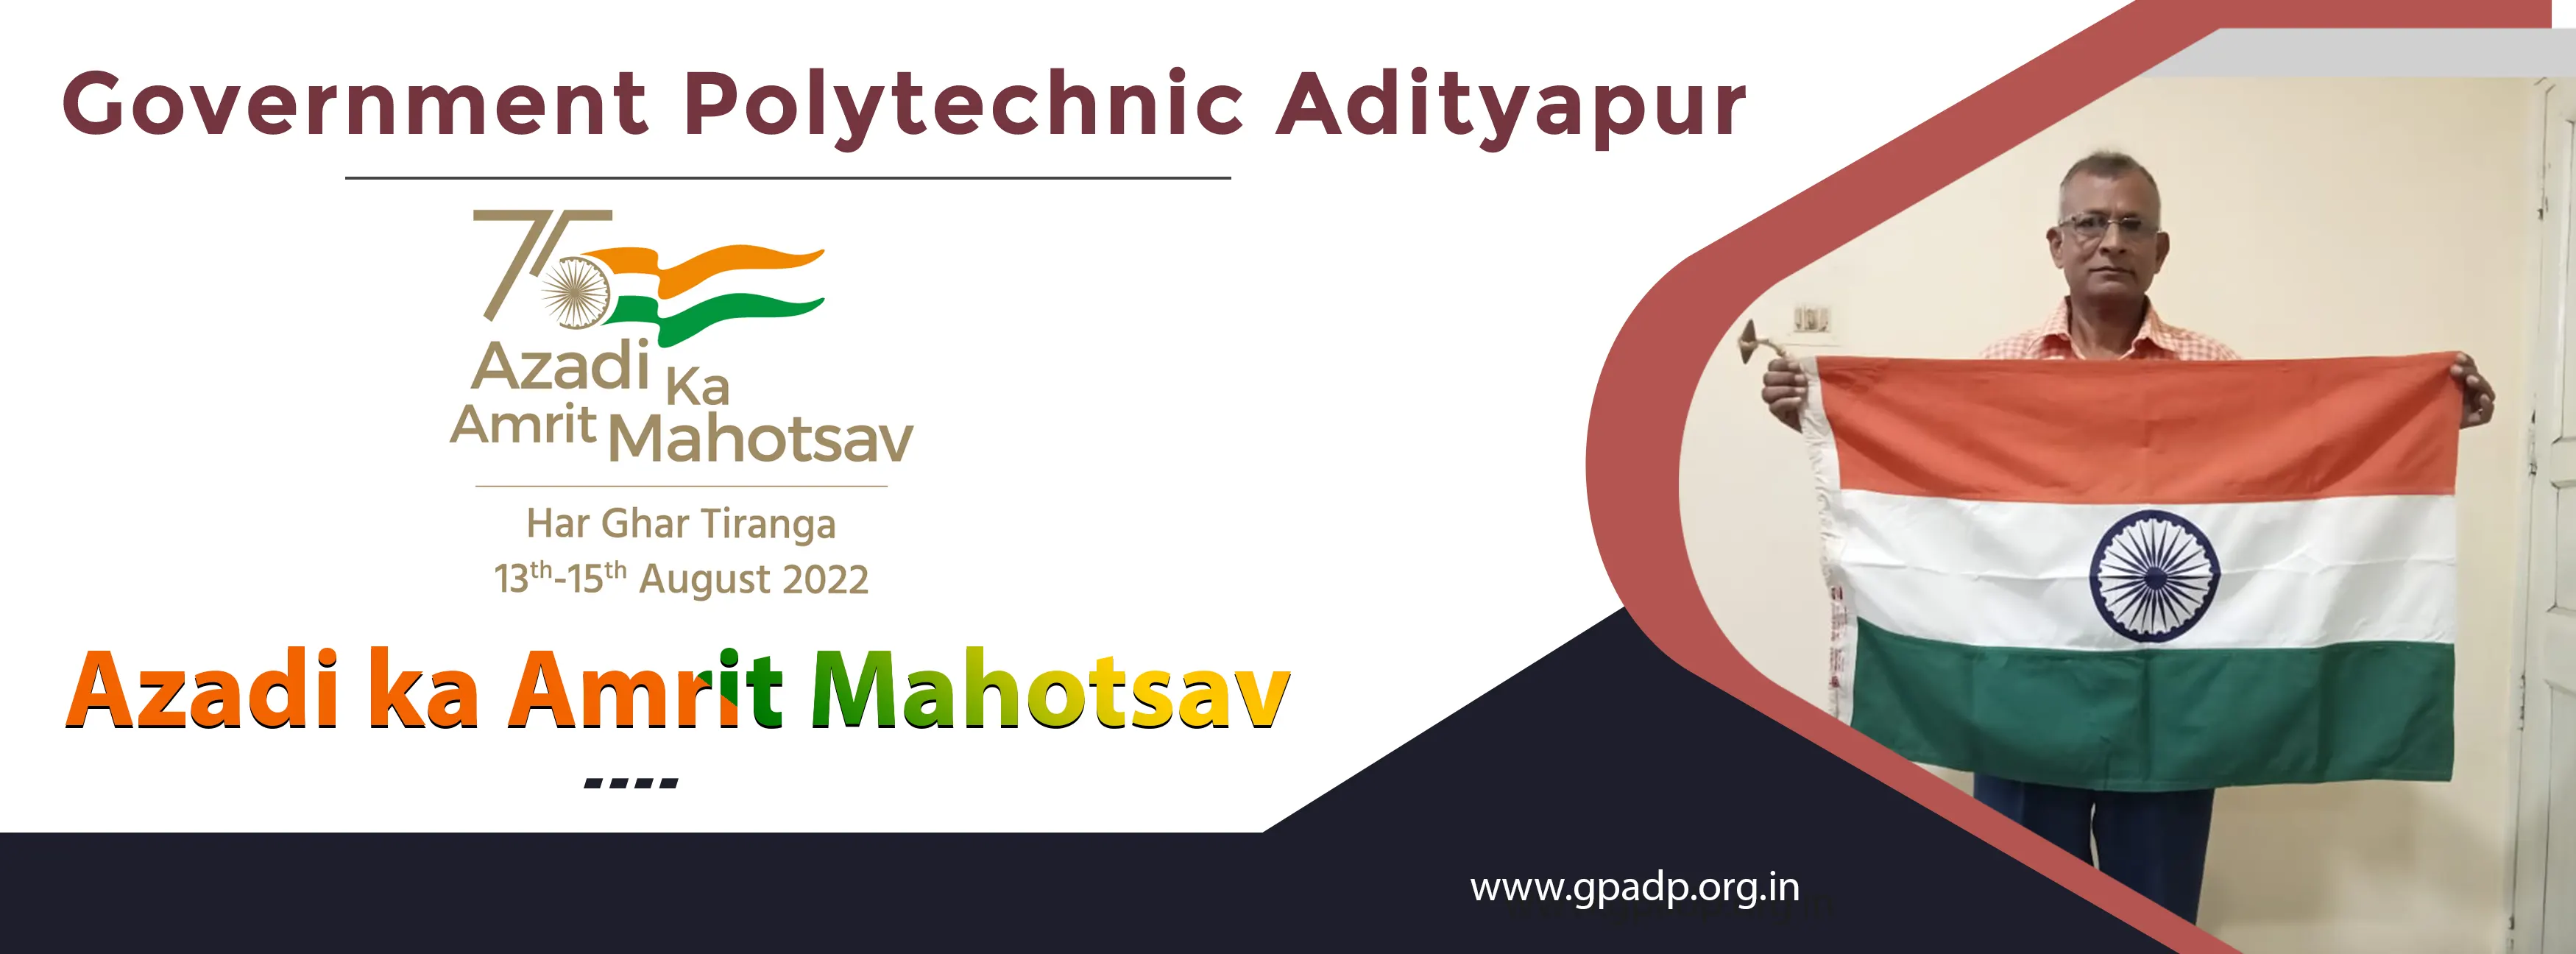 Government Polytechnic Adityapur
75
Azadi Ka
Amrit Mahotsav
Har Ghar Tiranga
13th-15th August 2022
Azadi ka Amrit Mahotsav
www.gpadp.org.in